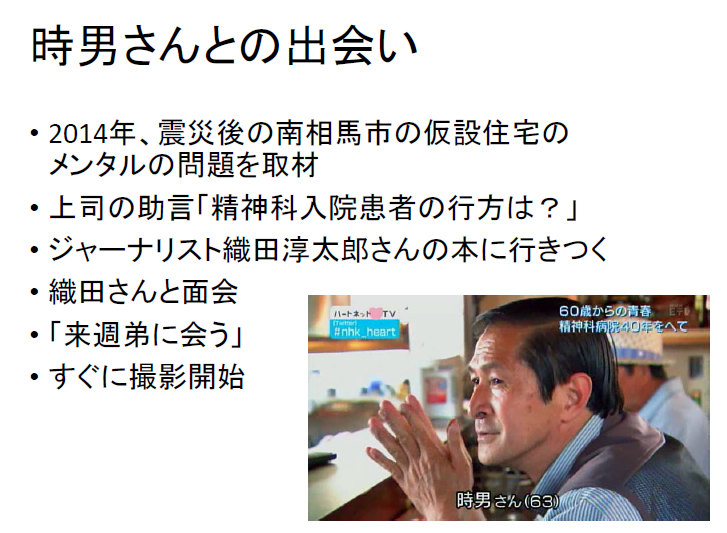 時男さんとの出会い
• 2014年、震災後の南相馬市の仮設住宅の
メンタルの問題を取材
• 上司の助言「精神科入院患者の行方は？」
• ジャーナリスト織田淳太郎さんの本に行きつく
• 織田さんと面会
• 「来週弟に会う」
• すぐに撮影開始
ハートネットTV
#nhk_heart
60歳からの青春
精神科病院40年をへて
時男さん(63)